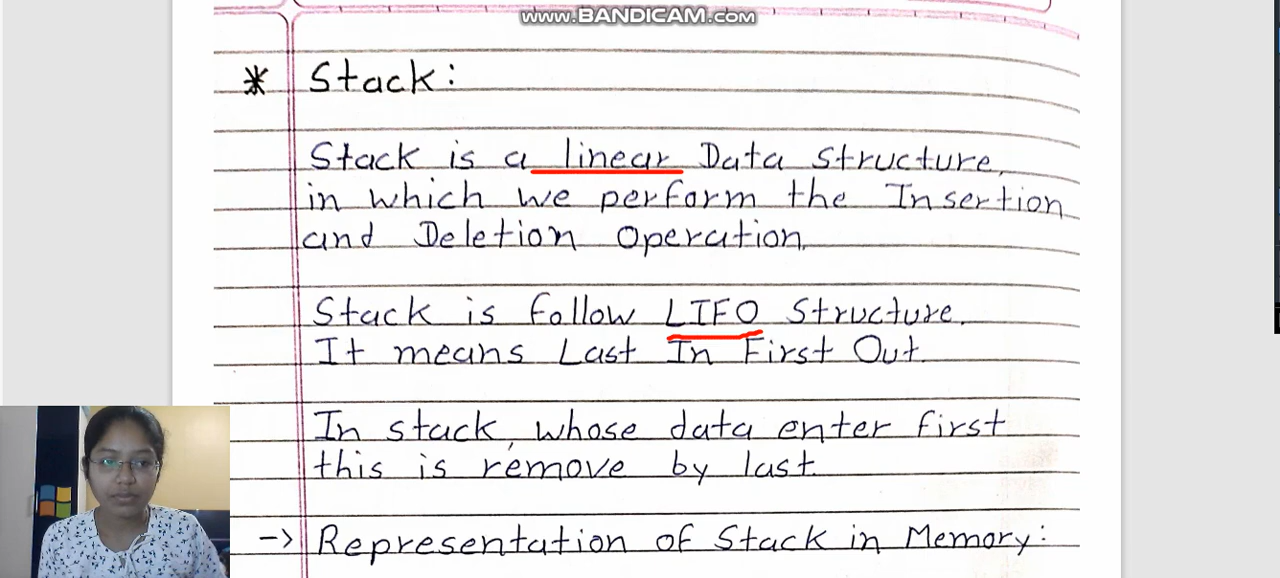 www.BANDICAM.com
* Stack:
Stack is a linear Data Structure,
in which we perform the Insertion
and Deletion Operation.
Stack is follow LIFO Structure.
It means Last In First Out.
In stack, whose data enter first
this is remove by last.
-> Representation of Stack in Memory: